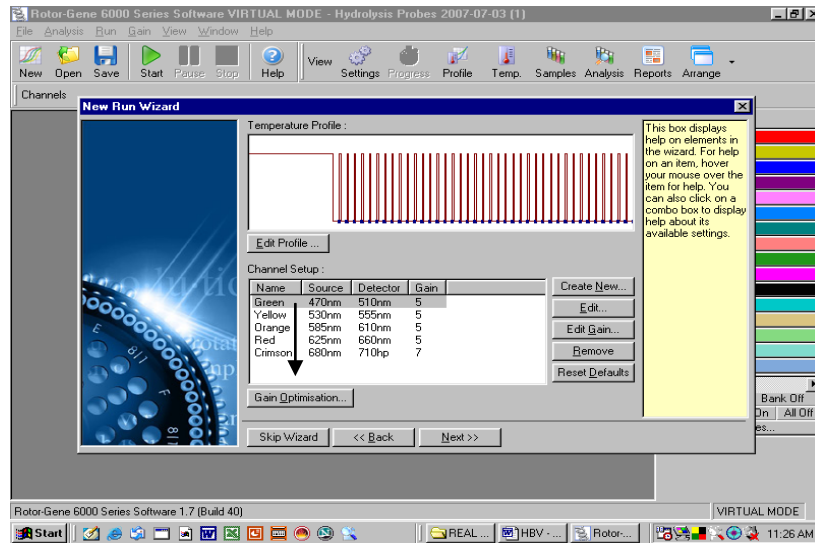 Rotor-Gene 6000 Series Software VIRTUAL MODE - Hydrolysis Probes 2007-07-03 (1)
File Analysis Run Gain View Window Help
New Open Save Start Pause Stop Help View Settings Progress Profile Temp. Samples Analysis Reports Arrange
Channels
New Run Wizard
Temperature Profile :
This box displays
help on elements in
the wizard. For help
on an item, hover
your mouse over the
item for help. You
can also click on a
combo box to display
help about its
available settings.
Edit Profile ...
Channel Setup :
Name Source Detector Gain
Green 470nm 510nm 5
Yellow 530nm 555nm 5
Orange 585nm 610nm 5
Red 625nm 660nm 5
Crimson 680nm 710hp 7
Create New...
Edit...
Edit Gain...
Remove
Reset Defaults
Gain Optimisation...
Bank Off
On All Off
es...
Skip Wizard << Back Next >>
Rotor-Gene 6000 Series Software 1.7 (Build 40) VIRTUAL MODE
Start REAL ... HBV - ... Rotor-... 11:26 AM